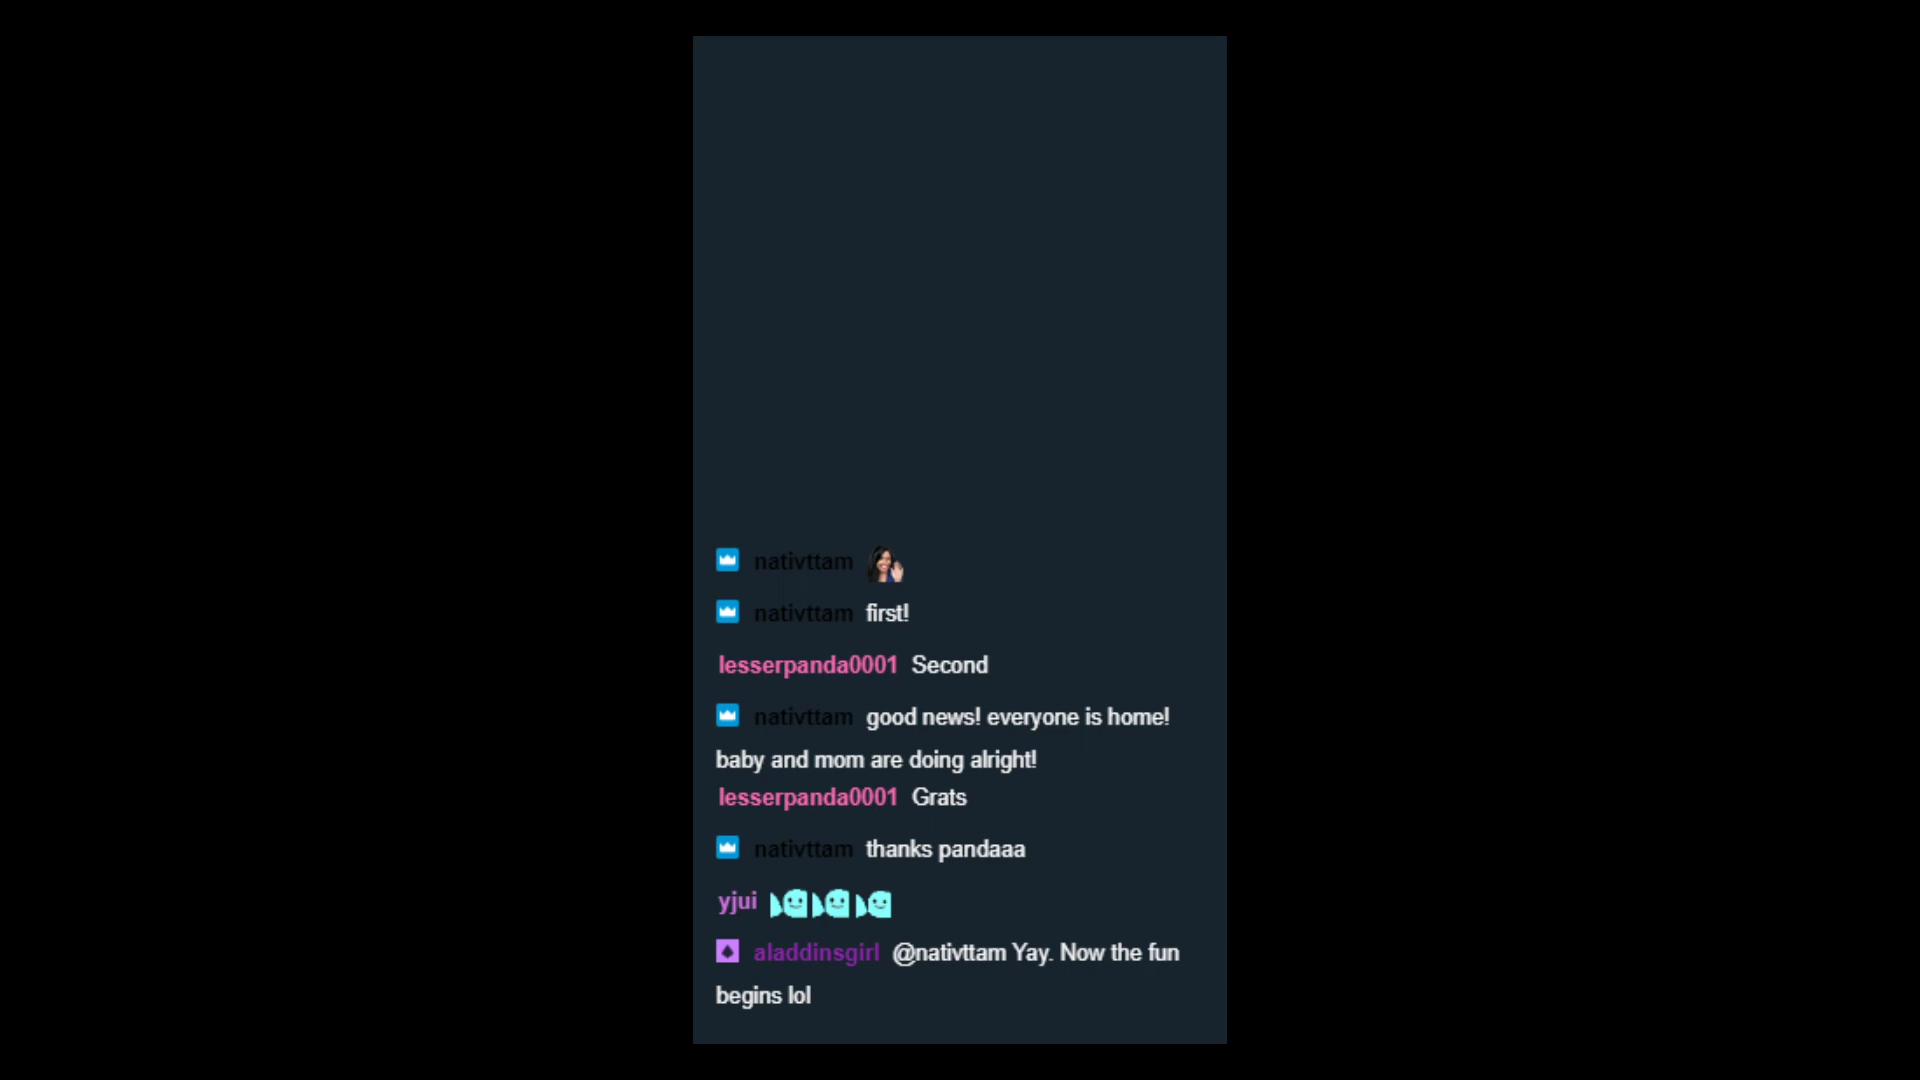 nativttam
nativttam first!
lesserpanda0001 Second
nativttam good news! everyone is home!
baby and mom are doing alright!
lesserpanda0001 Grats
nativttam thanks pandaaa
yjui
aladdinsgirl @nativttam Yay. Now the fun
begins lol